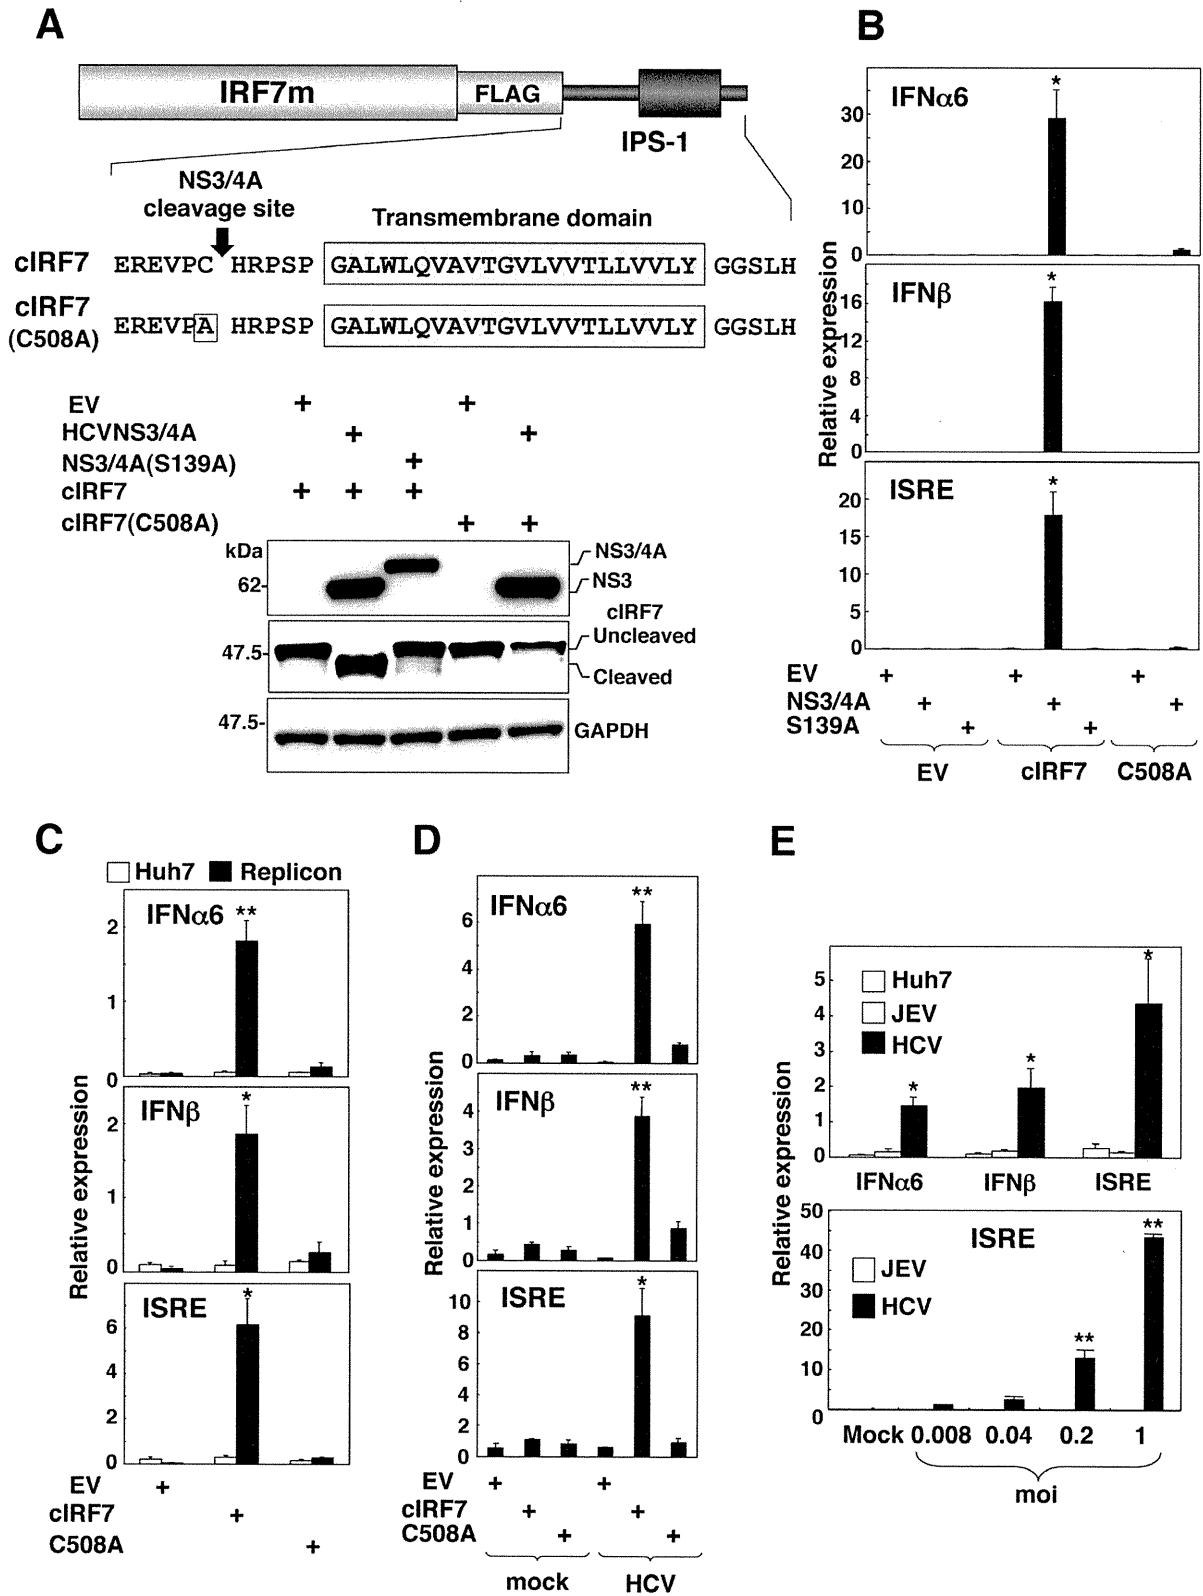 A
IRF7m
FLAG
IPS-1
NS3/4A
cleavage site
Transmembrane domain
cIRF7 EREVPC HRPSP GALWLQVAVTGVLVVTLLVVLY GGSLH
cIRF7
(C508A)
EREVPA HRPSP GALWLQVAVTGVLVVTLLVVLY GGSLH
EV + +
HCVNS3/4A + +
NS3/4A(S139A) +
cIRF7 + + +
cIRF7(C508A) + +
kDa
62-
NS3/4A
NS3
cIRF7
47.5-
Uncleaved
Cleaved
47.5-
GAPDH
B
Relative expression
IFNα6
30
20
10
0
*
IFNβ
16
12
8
4
0
*
ISRE
20
15
10
5
0
*
EV + + +
NS3/4A + + +
S139A + +
EV cIRF7 C508A
C
Huh7 Replicon
Relative expression
IFNα6
2
1
0
**
IFNβ
2
1
0
*
ISRE
6
4
2
0
*
EV +
cIRF7 +
C508A +
D
Relative expression
IFNα6
6
4
2
0
**
IFNβ
4
3
2
1
0
**
ISRE
10
8
6
4
2
0
*
EV + +
cIRF7 + +
C508A + +
mock HCV
E
Relative expression
5
4
3
2
1
0
Huh7
JEV
HCV
* * *
IFNα6 IFNβ ISRE
50
40
30
20
10
0
ISRE
JEV
HCV
** **
Mock 0.008 0.04 0.2 1
moi